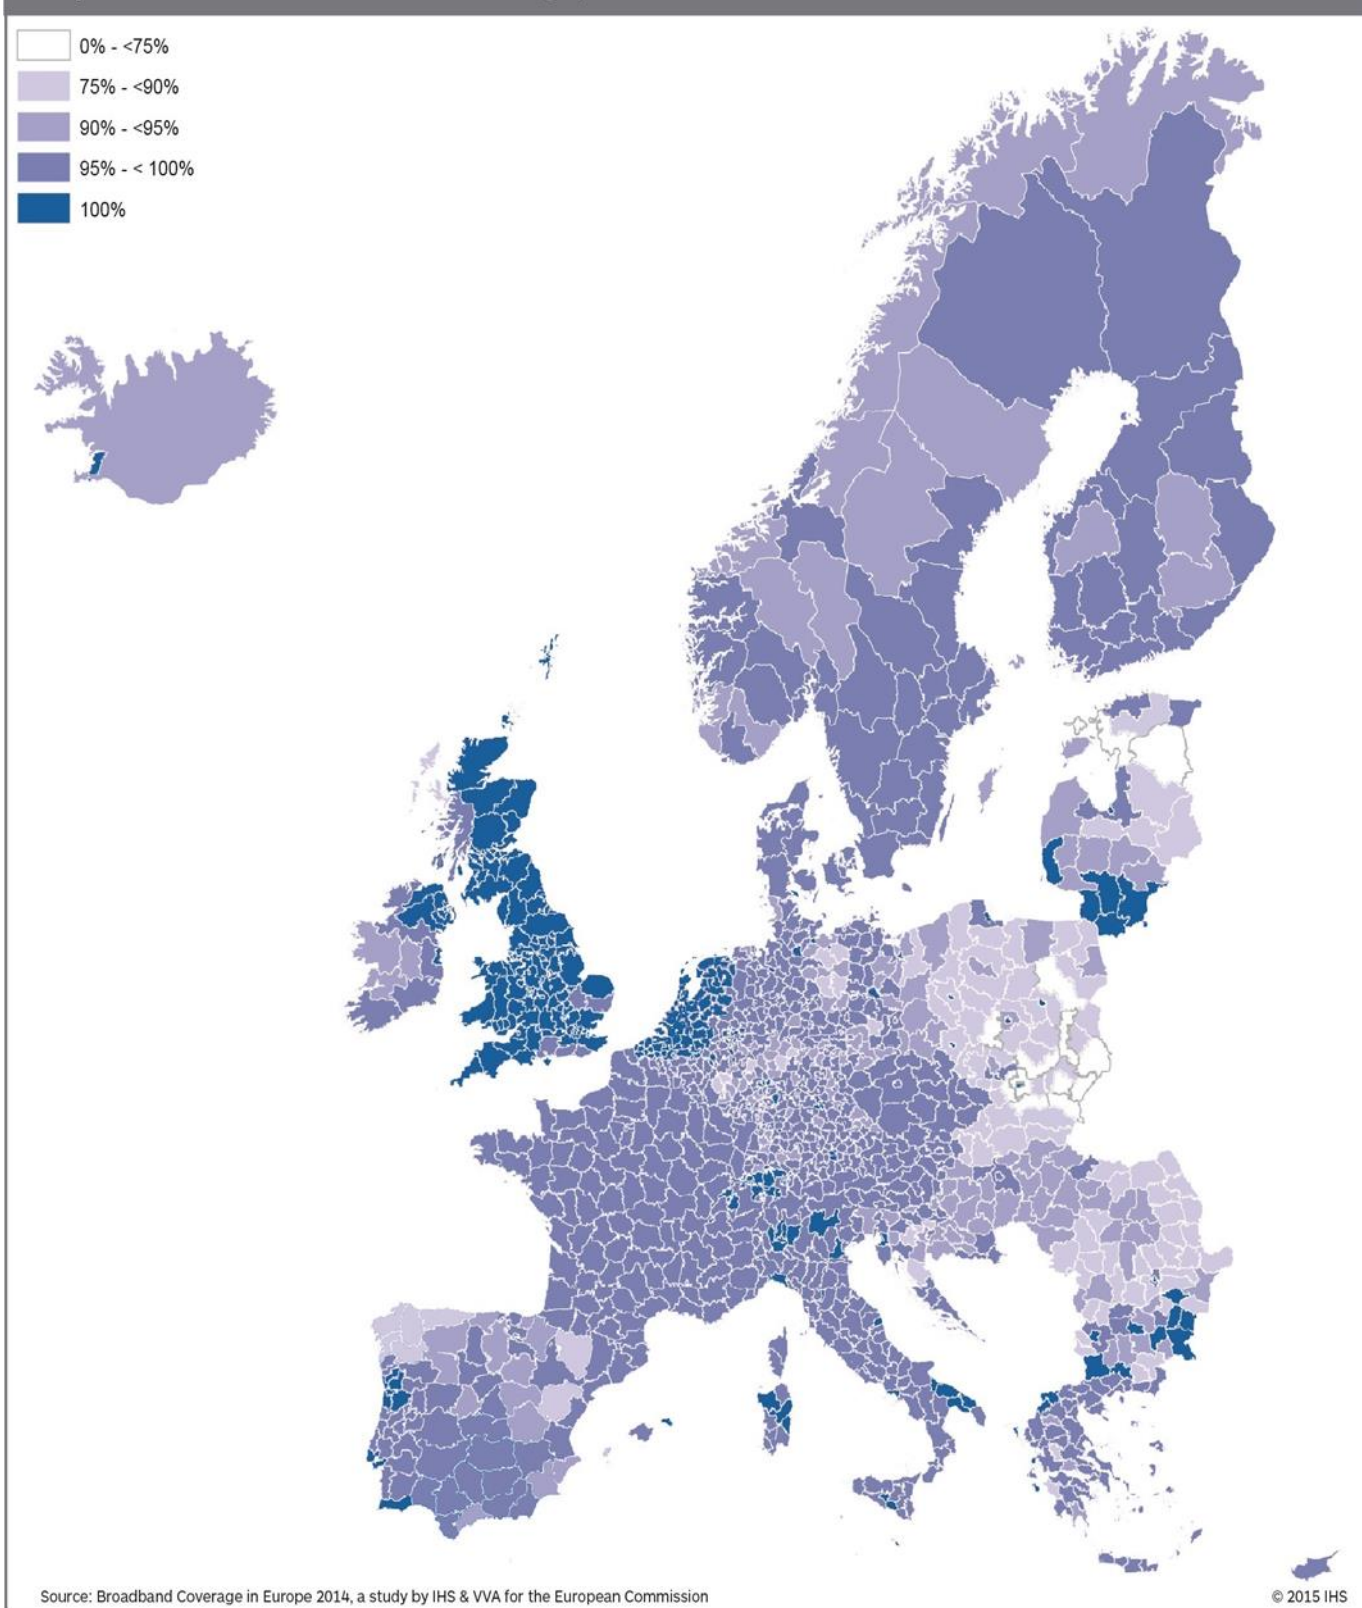 0% - <75%
75% - <90%
90% - <95%
95% - < 100%
100%
Source: Broadband Coverage in Europe 2014, a study by IHS & VVA for the European Commission
© 2015 IHS